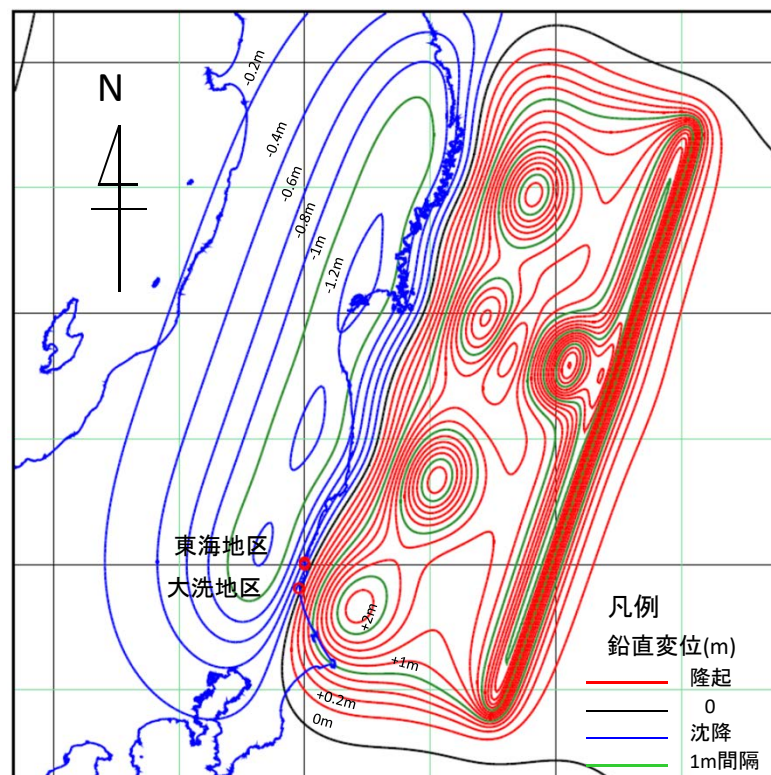 N
-0.2m
-0.4m
-0.6m
-0.8m
-1m
-1.2m
東海地区
大洗地区
+2m
+1m
+0.2m
0m
凡例
鉛直変位(m)
隆起
0
沈降
1m間隔